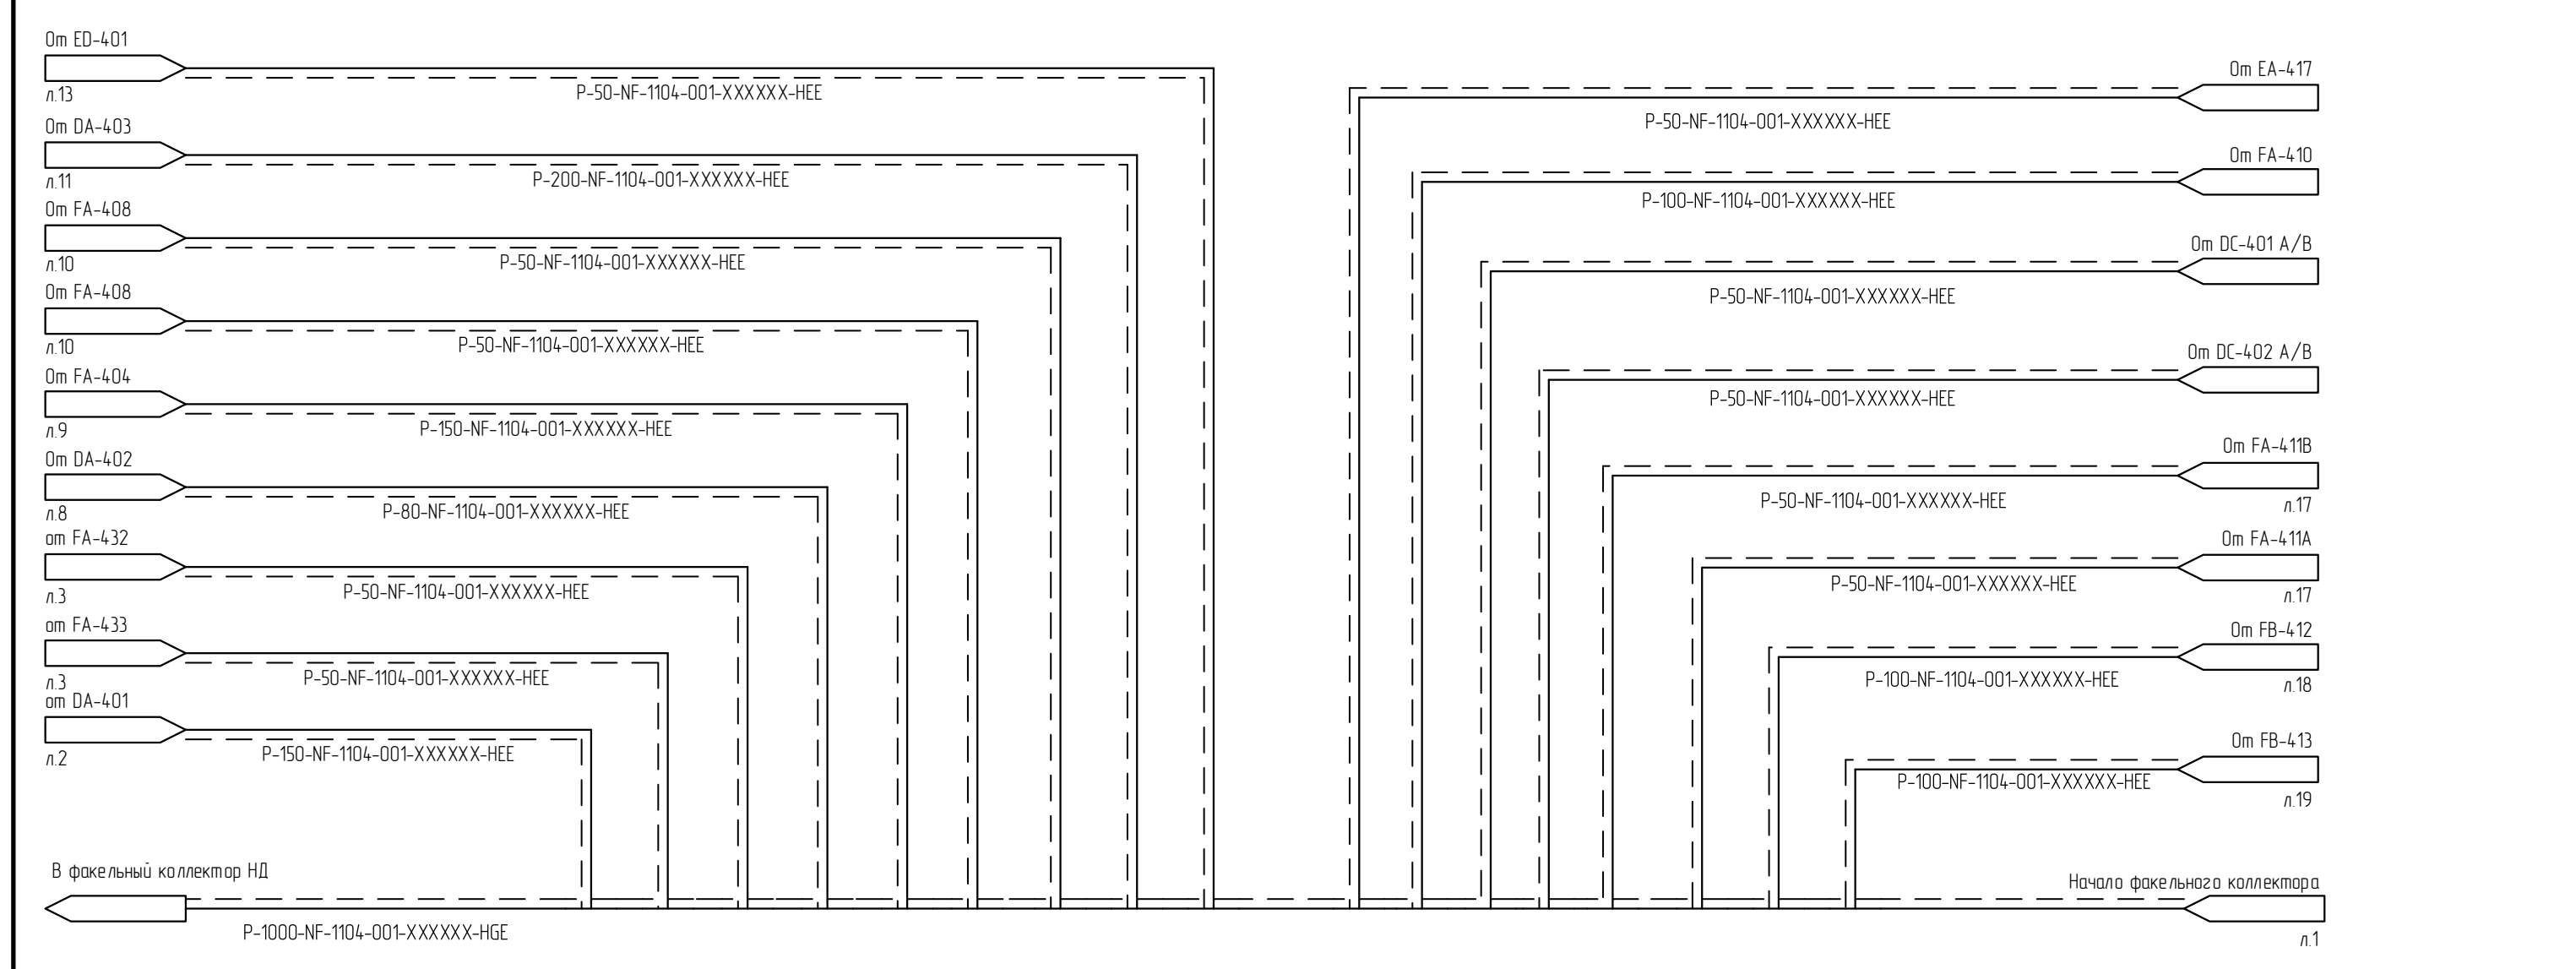 От ED-401
л.13
P-50-NF-1104-001-XXXXXX-HEE
От DA-403
л.11
P-200-NF-1104-001-XXXXXX-HEE
От FA-408
л.10
P-50-NF-1104-001-XXXXXX-HEE
От FA-408
л.10
P-50-NF-1104-001-XXXXXX-HEE
От FA-404
л.9
P-150-NF-1104-001-XXXXXX-HEE
От DA-402
л.8
P-80-NF-1104-001-XXXXXX-HEE
от FA-432
л.3
P-50-NF-1104-001-XXXXXX-HEE
от FA-433
л.3
P-50-NF-1104-001-XXXXXX-HEE
от DA-401
л.2
P-150-NF-1104-001-XXXXXX-HEE
В факельный коллектор НД
P-1000-NF-1104-001-XXXXXX-HGE
От EA-417
P-50-NF-1104-001-XXXXXX-HEE
От FA-410
P-100-NF-1104-001-XXXXXX-HEE
От DC-401 A/B
P-50-NF-1104-001-XXXXXX-HEE
От DC-402 A/B
P-50-NF-1104-001-XXXXXX-HEE
От FA-411B
P-50-NF-1104-001-XXXXXX-HEE
л.17
От FA-411A
P-50-NF-1104-001-XXXXXX-HEE
л.17
От FB-412
P-100-NF-1104-001-XXXXXX-HEE
л.18
От FB-413
P-100-NF-1104-001-XXXXXX-HEE
л.19
Начало факельного коллектора
л.1